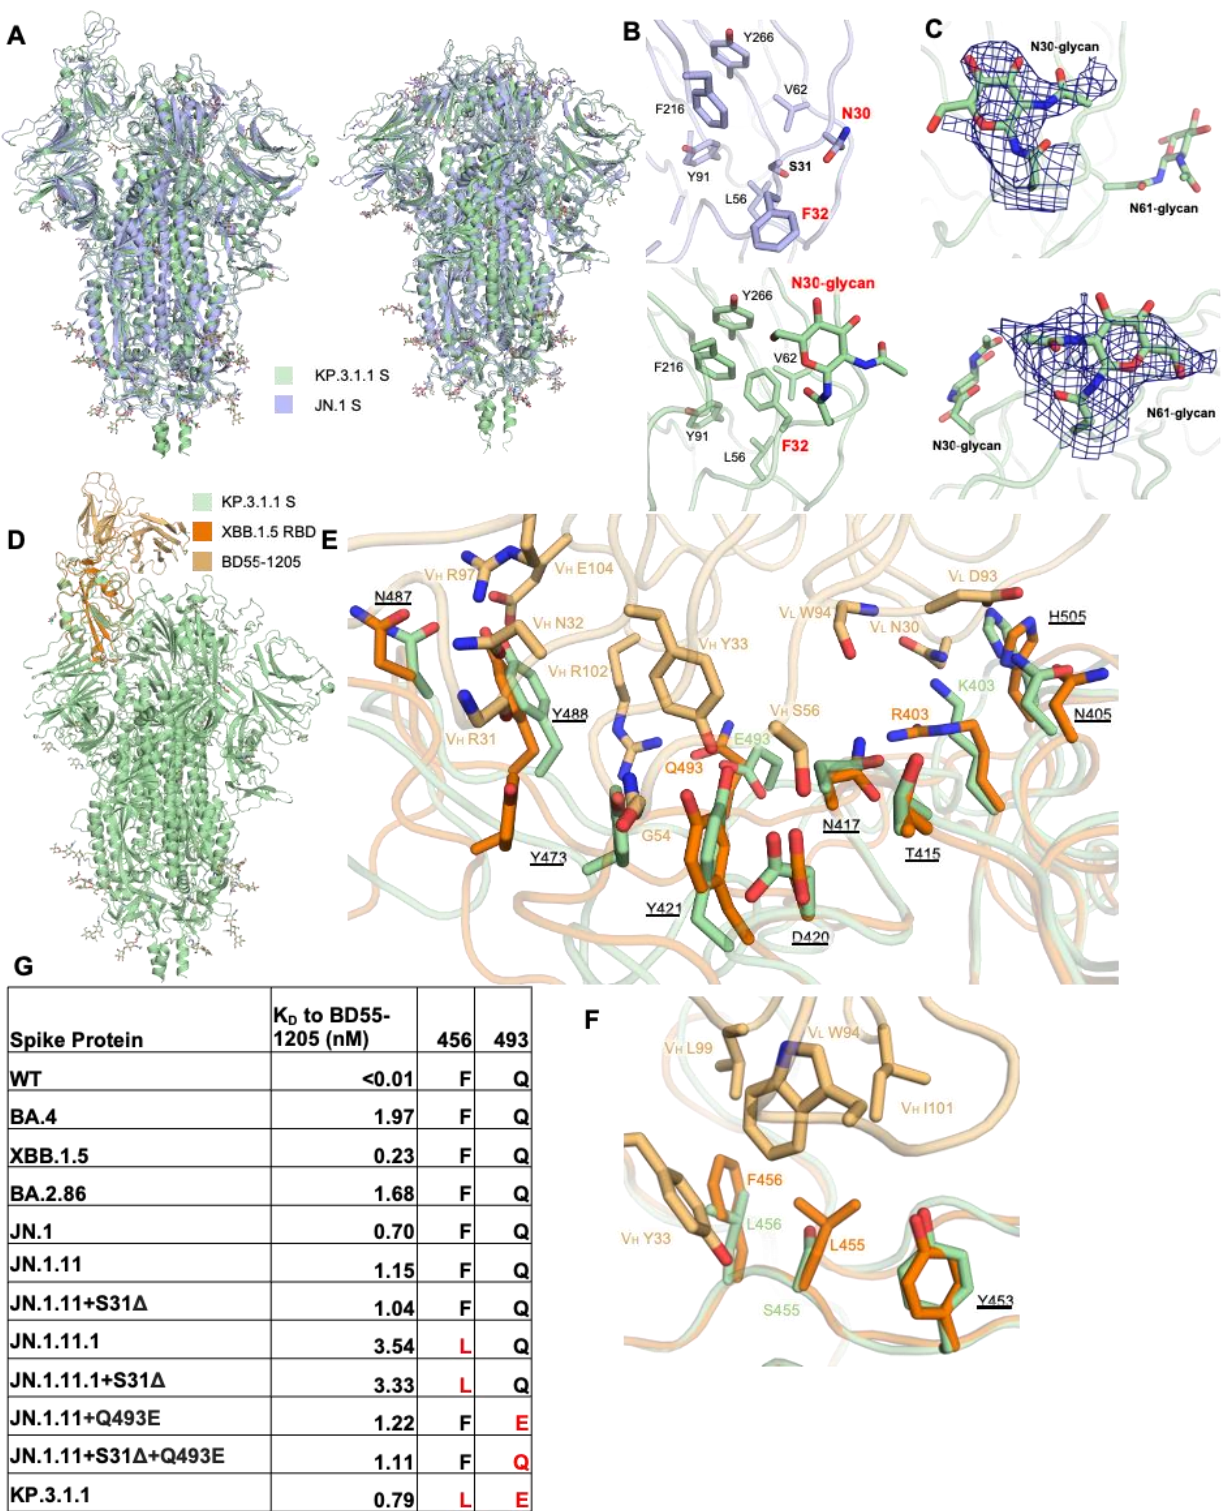 A
KP.3.1.1 S
JN.1 S
B
Y266
V62
F216
N30
S31
Y91
L56
F32
N30-glycan
Y266
V62
F216
Y91
F32
L56
C
N30-glycan
N61-glycan
N61-glycan
N30-glycan
D
KP.3.1.1 S
XBB.1.5 RBD
BD55-1205
E
VH R97
VH E104
VL D93
N487
VH N32
VL W94
H505
VL N30
VH Y33
VH R102
K403
Y488
VH S56
R403
N405
VH R31
E493
Q493
N417
G54
T415
Y473
Y421
D420
F
VL W94
VH L99
VH I101
F456
L456
VH Y33
L455
Y453
S455
G
Spike Protein KD to BD55-1205 (nM) 456 493
WT <0.01 F Q
BA.4 1.97 F Q
XBB.1.5 0.23 F Q
BA.2.86 1.68 F Q
JN.1 0.70 F Q
JN.1.11 1.15 F Q
JN.1.11+S31Δ 1.04 F Q
JN.1.11.1 3.54 L Q
JN.1.11.1+S31Δ 3.33 L Q
JN.1.11+Q493E 1.22 F E
JN.1.11+S31Δ+Q493E 1.11 F Q
KP.3.1.1 0.79 L E